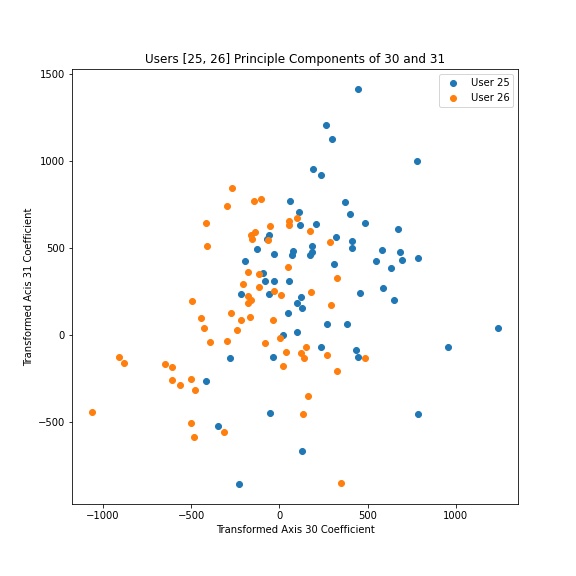 Users [25, 26] Principle Components of 30 and 31
User 25
User 26
1500
1000
500
0
−500
Transformed Acis 31 Coefficient
−1000
−500
0
500
1000
Transformed Axis 30 Coefficient